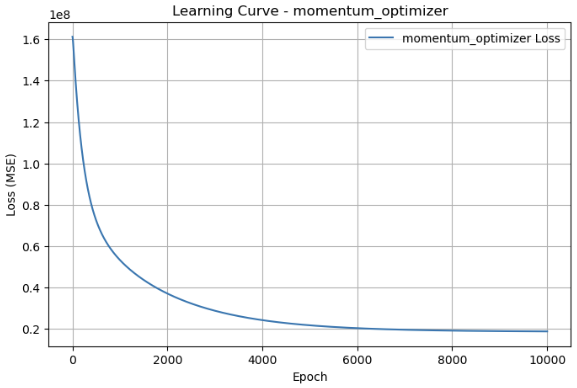 Learning Curve - momentum_optimizer
1e8
momentum_optimizer Loss
1.6
1.4
1.2
1.0
0.8
0.6
0.4
0.2
Loss (MSE)
0 2000 4000 6000 8000 10000
Epoch